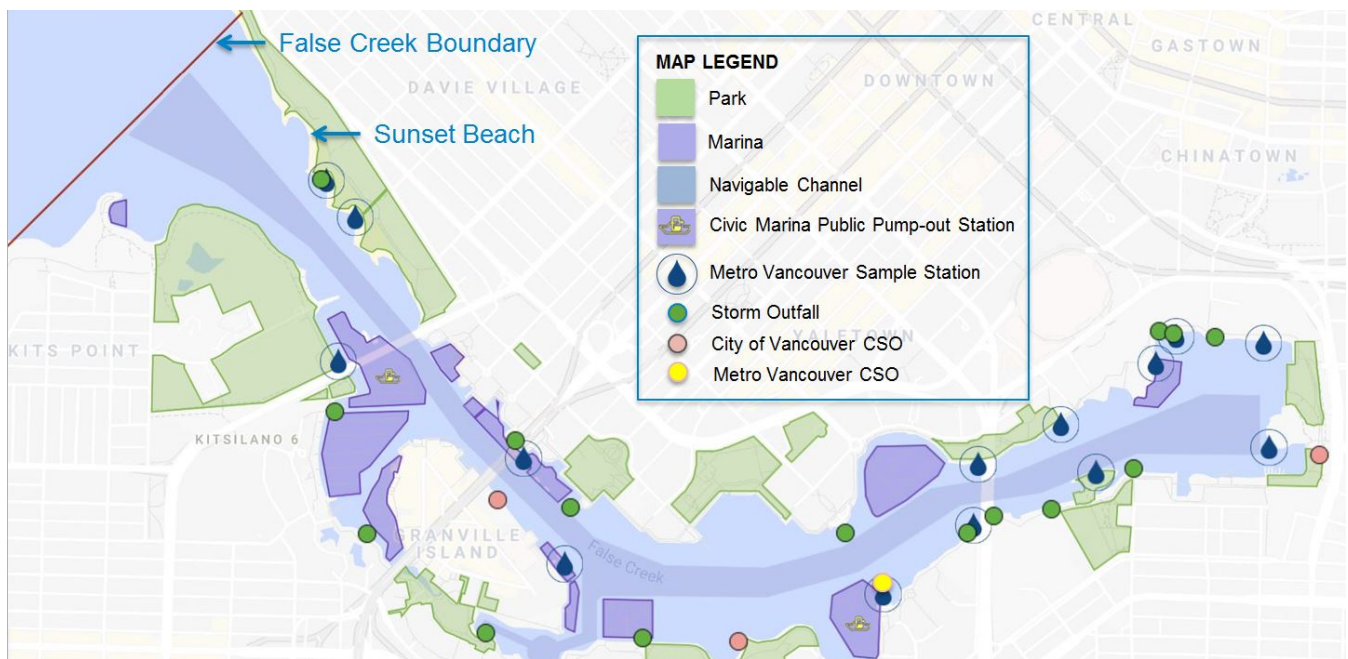 False Creek Boundary
Sunset Beach
DAVIE VILLAGE
CENTRAL
GASTOWN
DOWNTOWN
CHINATOWN
MAP LEGEND
Park
Marina
Navigable Channel
Civic Marina Public Pump-out Station
Metro Vancouver Sample Station
Storm Outfall
City of Vancouver CSO
Metro Vancouver CSO
YALETOWN
KITS POINT
KITSILANO 6
GRANVILLE
ISLAND
False Creek